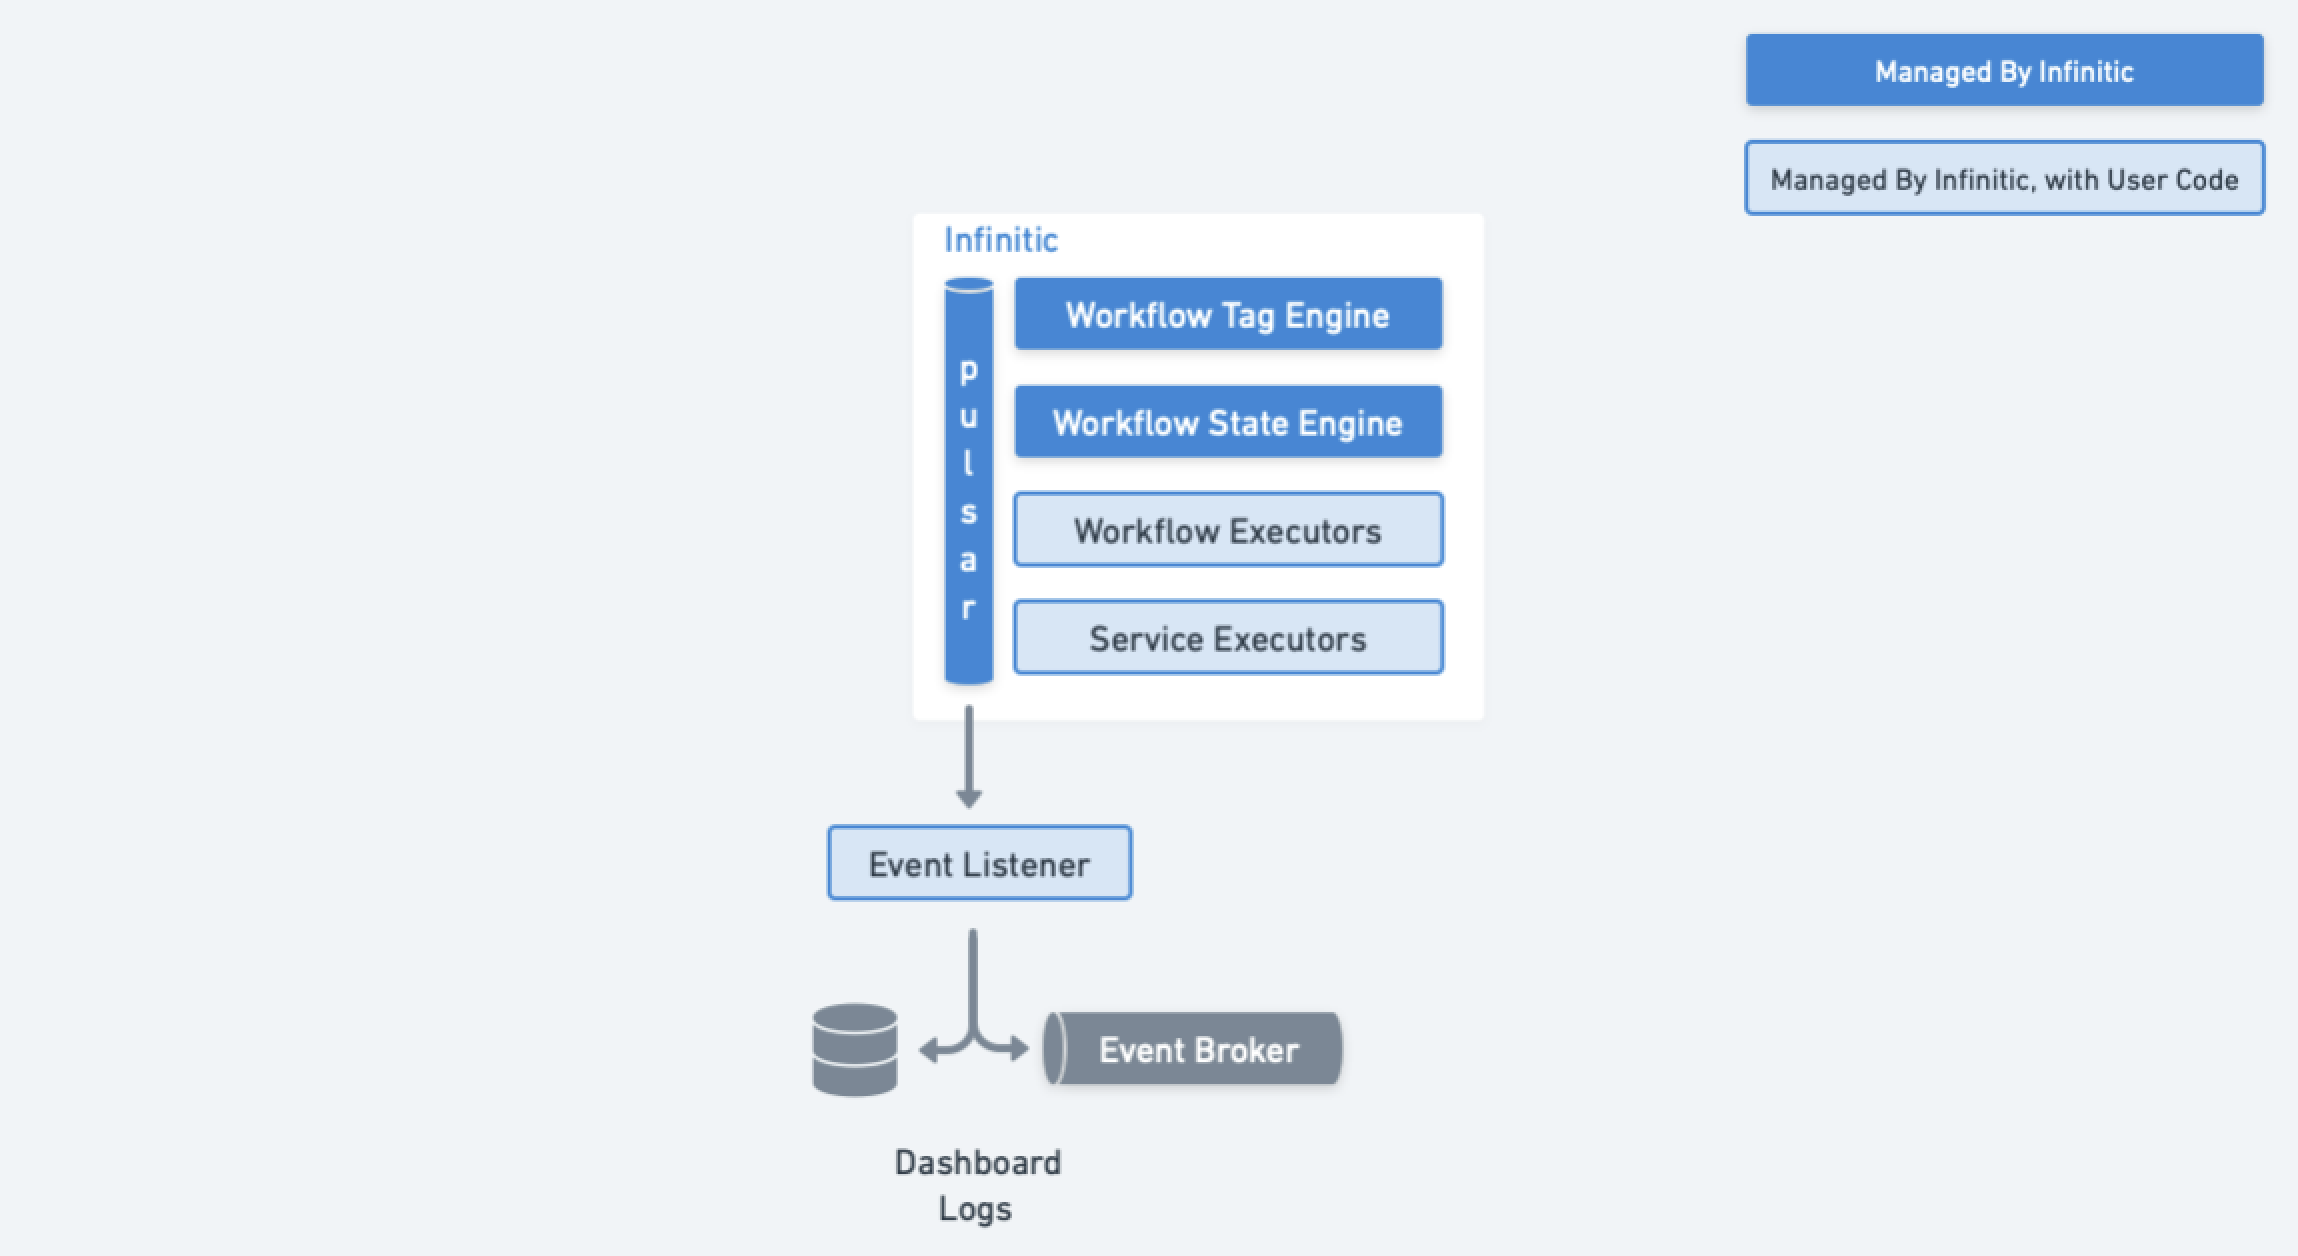 Managed By Infinitic
Managed By Infinitic, with User Code
Infinitic
pulsar
Workflow Tag Engine
Workflow State Engine
Workflow Executors
Service Executors
Event Listener
Event Broker
Dashboard
Logs